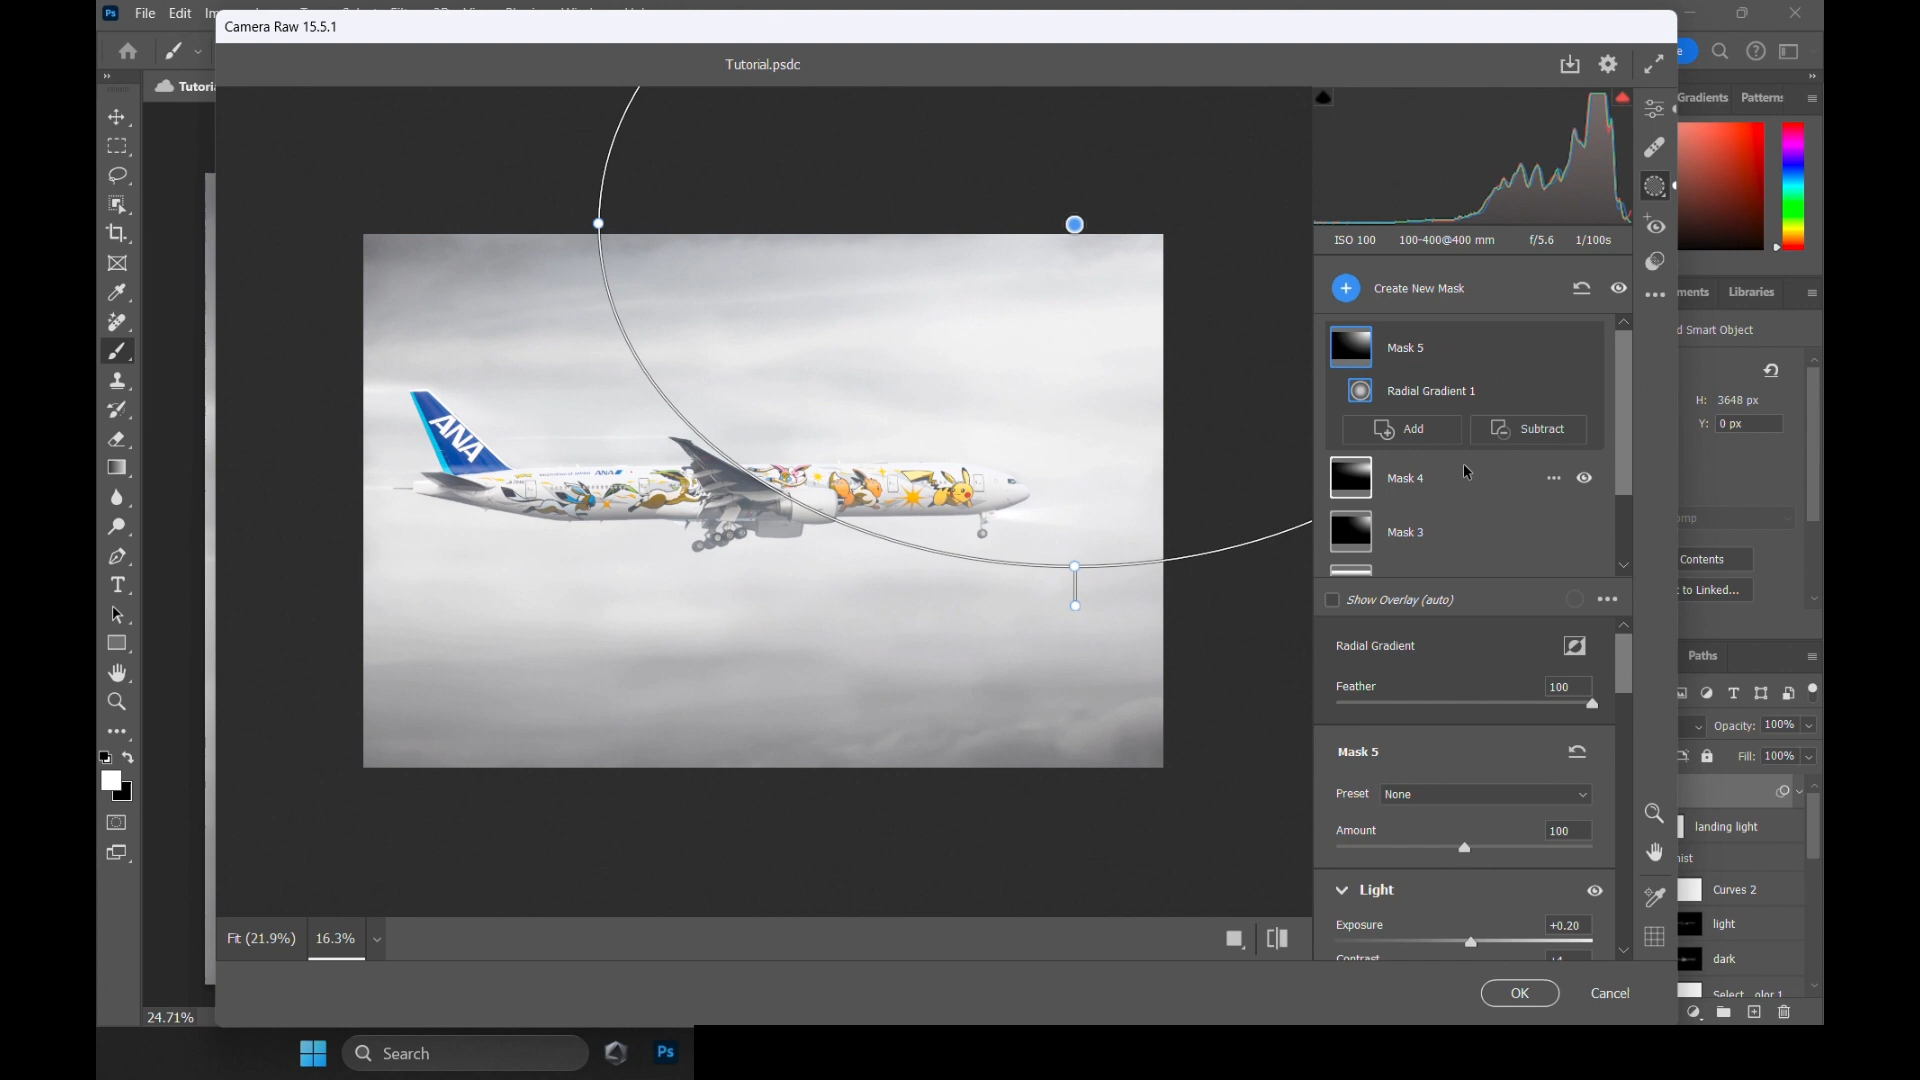 Ps File Edit
Camera Raw 15.5.1
Tutorial.psdc
Tutori
Gradients Patterns
ISO 100 100-400@400 mm f/5.6 1/100s
Create New Mask
Libraries
d Smart Object
Mask 5
Radial Gradient 1
H: 3648 px
Y: 0 px
Add Subtract
Mask 4
Mask 3
ANA
ANA
Contents
to Linked...
Show Overlay (auto)
Radial Gradient
Paths
Feather 100
Opacity: 100%
Mask 5
Fill: 100%
Preset None
Amount 100
landing light
Light
Curves 2
Exposure +0.20
light
Contrast
dark
Fit (21.9%) 16.3%
OK Cancel
24.71%
Search
Ps